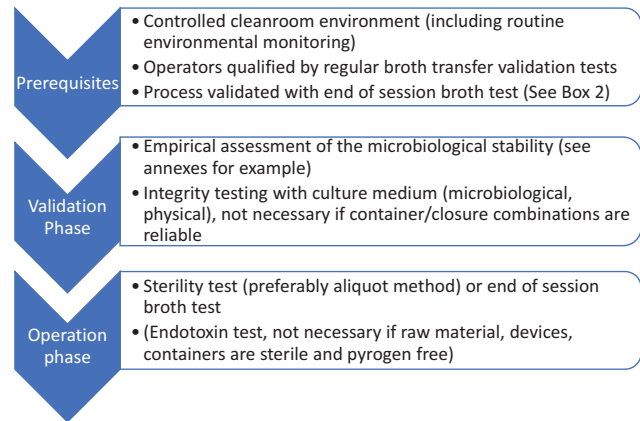 Prerequisites
• Controlled cleanroom environment (including routine
environmental monitoring)
• Operators qualified by regular broth transfer validation tests
• Process validated with end of session broth test (See Box 2)
Validation
Phase
• Empirical assessment of the microbiological stability (see
annexes for example)
• Integrity testing with culture medium (microbiological,
physical), not necessary if container/closure combinations are
reliable
Operation
phase
• Sterility test (preferably aliquot method) or end of session
broth test
• (Endotoxin test, not necessary if raw material, devices,
containers are sterile and pyrogen free)